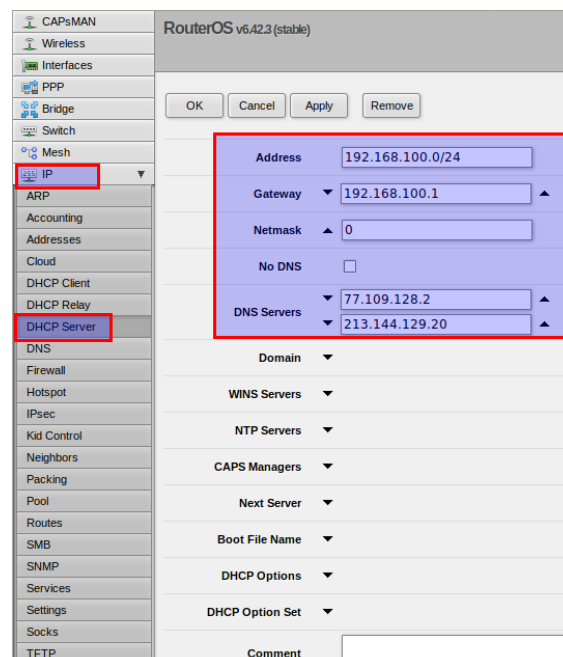 CAPsMAN
Wireless
Interfaces
PPP
Bridge
Switch
Mesh
IP
ARP
Accounting
Addresses
Cloud
DHCP Client
DHCP Relay
DHCP Server
DNS
Firewall
Hotspot
IPsec
Kid Control
Neighbors
Packing
Pool
Routes
SMB
SNMP
Services
Settings
Socks
TFTP
RouterOS v6.42.3 (stable)
OK Cancel Apply Remove
Address 192.168.100.0/24
Gateway 192.168.100.1
Netmask 0
No DNS
DNS Servers 77.109.128.2
213.144.129.20
Domain
WINS Servers
NTP Servers
CAPS Managers
Next Server
Boot File Name
DHCP Options
DHCP Option Set
Comment